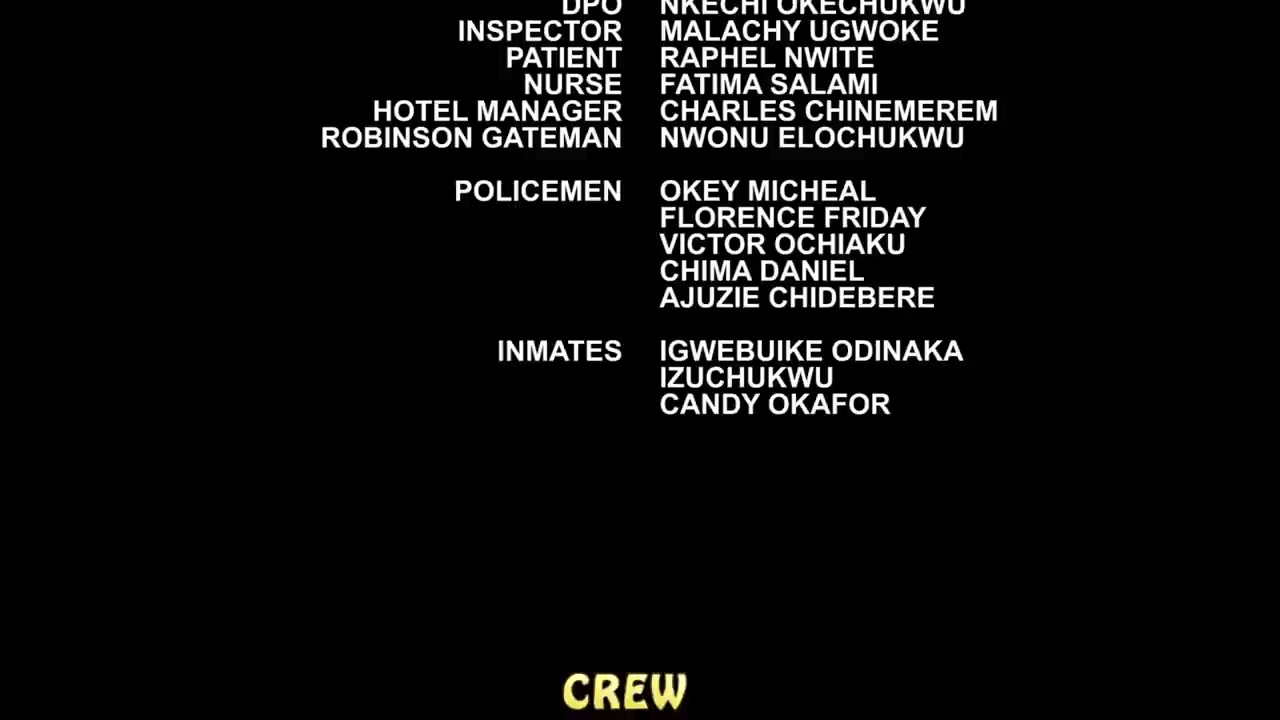 DPO NKECHI OKECHUKWU
INSPECTOR MALACHY UGWOKE
PATIENT RAPHEL NWITE
NURSE FATIMA SALAMI
HOTEL MANAGER CHARLES CHINEMEREM
ROBINSON GATEMAN NWONU ELOCHUKWU
POLICEMEN OKEY MICHEAL
FLORENCE FRIDAY
VICTOR OCHIAKU
CHIMA DANIEL
AJUZIE CHIDEBERE
INMATES IGWEBUIKE ODINAKA
IZUCHUKWU
CANDY OKAFOR
CREW